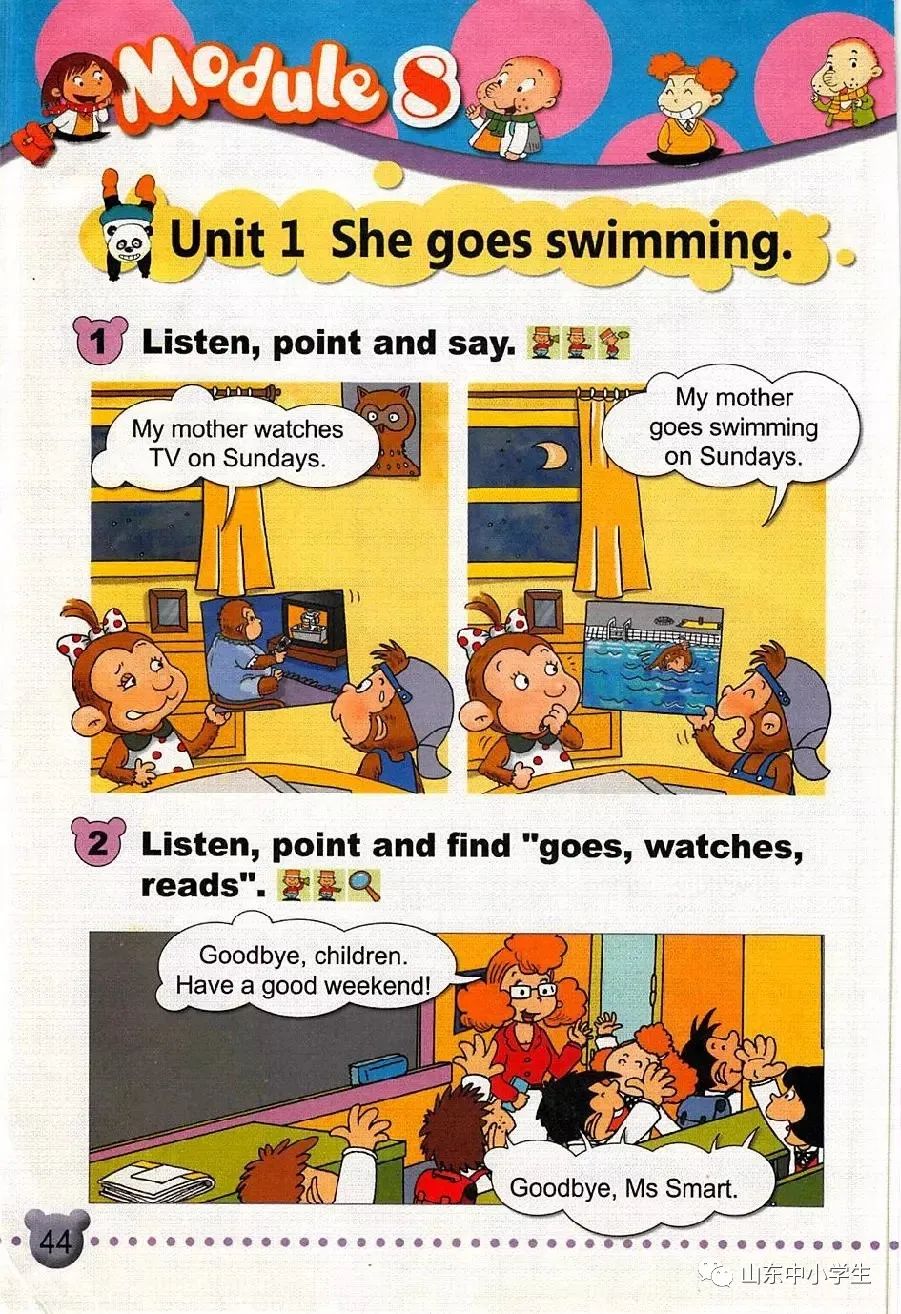 Module 8
Unit 1 She goes swimming.
1 Listen, point and say.
My mother watches
TV on Sundays.
My mother
goes swimming
on Sundays.
2 Listen, point and find "goes, watches,
reads".
Goodbye, children.
Have a good weekend!
Goodbye, Ms Smart.
44
山东中小学生